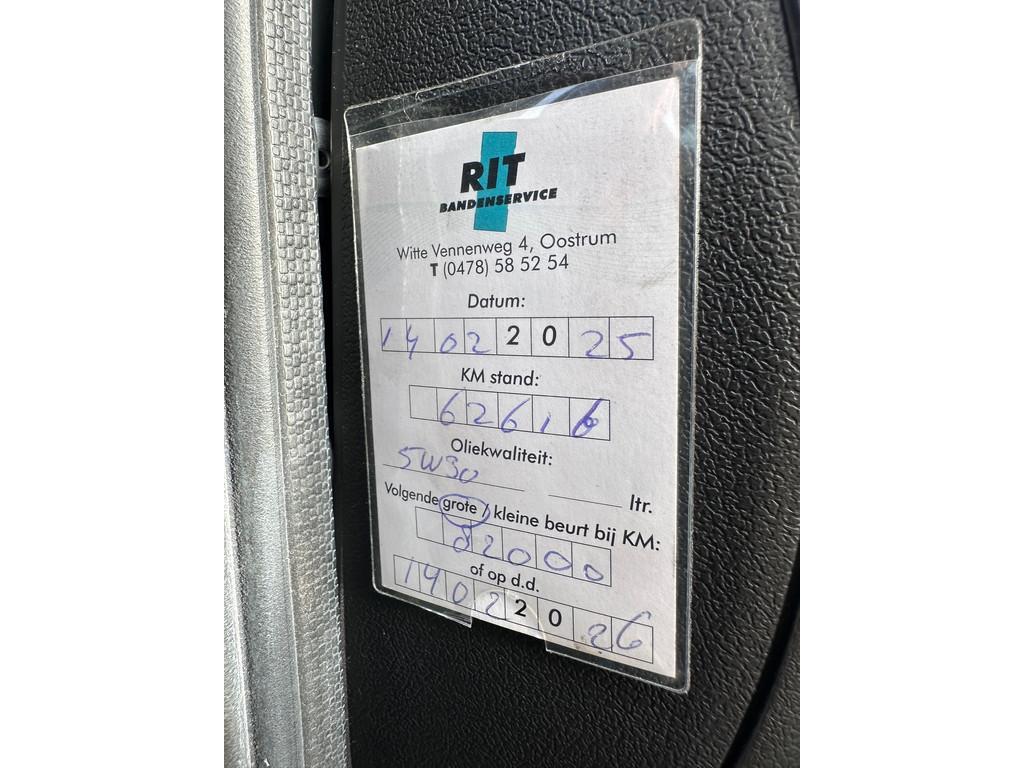 RIT
BANDENSERVICE
Witte Vennenweg 4, Oostrum
T (0478) 58 52 54
Datum:
14 02 2025
KM stand:
62616
Oliekwaliteit:
5W30 ltr.
Volgende grote / kleine beurt bij KM:
82000
of op d.d.
14 02 2026